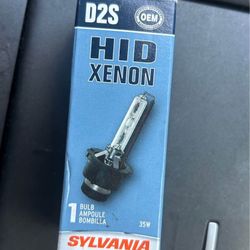 D2S
OEM
HID
XENON
1
BULB
AMPOULE
BOMBILLA
35W
SYLVANIA